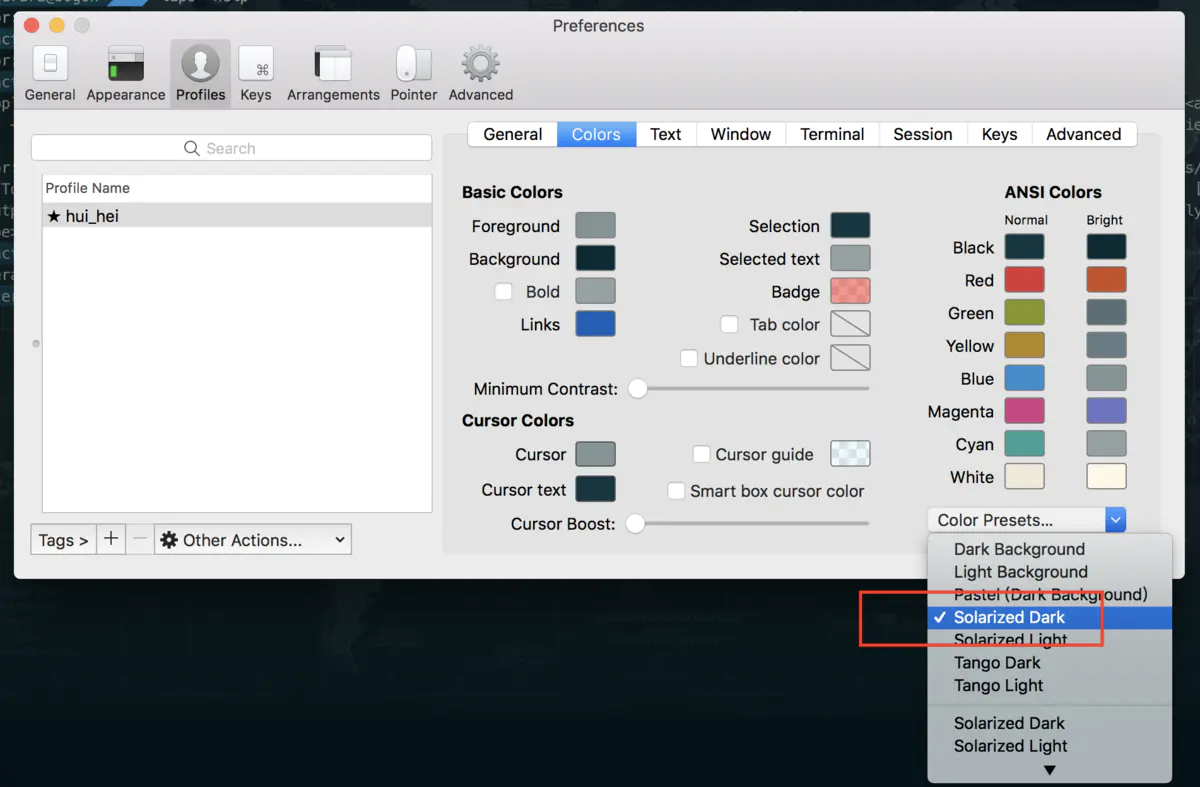 Preferences
General
Appearance
Profiles
Keys
Arrangements
Pointer
Advanced
Search
Profile Name
★ hui_hei
Tags >
+
−
Other Actions...
General
Colors
Text
Window
Terminal
Session
Keys
Advanced
Basic Colors
Foreground
Background
Bold
Links
Selection
Selected text
Badge
Tab color
Underline color
Minimum Contrast:
Cursor Colors
Cursor
Cursor text
Cursor guide
Smart box cursor color
Cursor Boost:
ANSI Colors
Normal
Bright
Black
Red
Green
Yellow
Blue
Magenta
Cyan
White
Color Presets...
Dark Background
Light Background
Pastel (Dark Background)
✓ Solarized Dark
Solarized Light
Tango Dark
Tango Light
Solarized Dark
Solarized Light